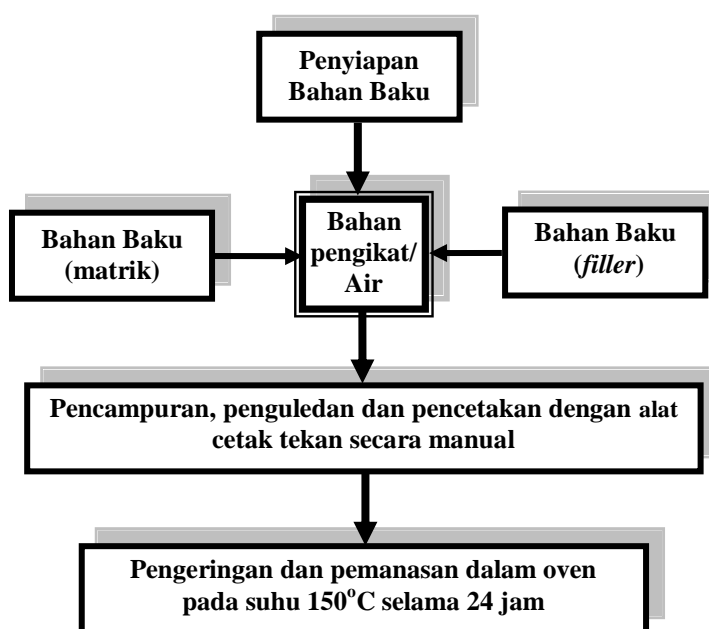 Penyiapan
Bahan Baku
Bahan Baku
(matrik)
Bahan
pengikat/
Air
Bahan Baku
(filler)
Pencampuran, penguledan dan pencetakan dengan alat
cetak tekan secara manual
Pengeringan dan pemanasan dalam oven
pada suhu 150°C selama 24 jam